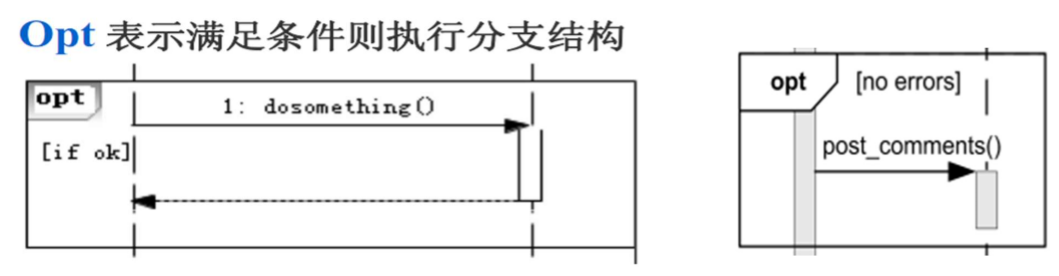 Opt 表示满足条件则执行分支结构
opt
1: dosomething()
[if ok]
opt
[no errors]
post_comments()